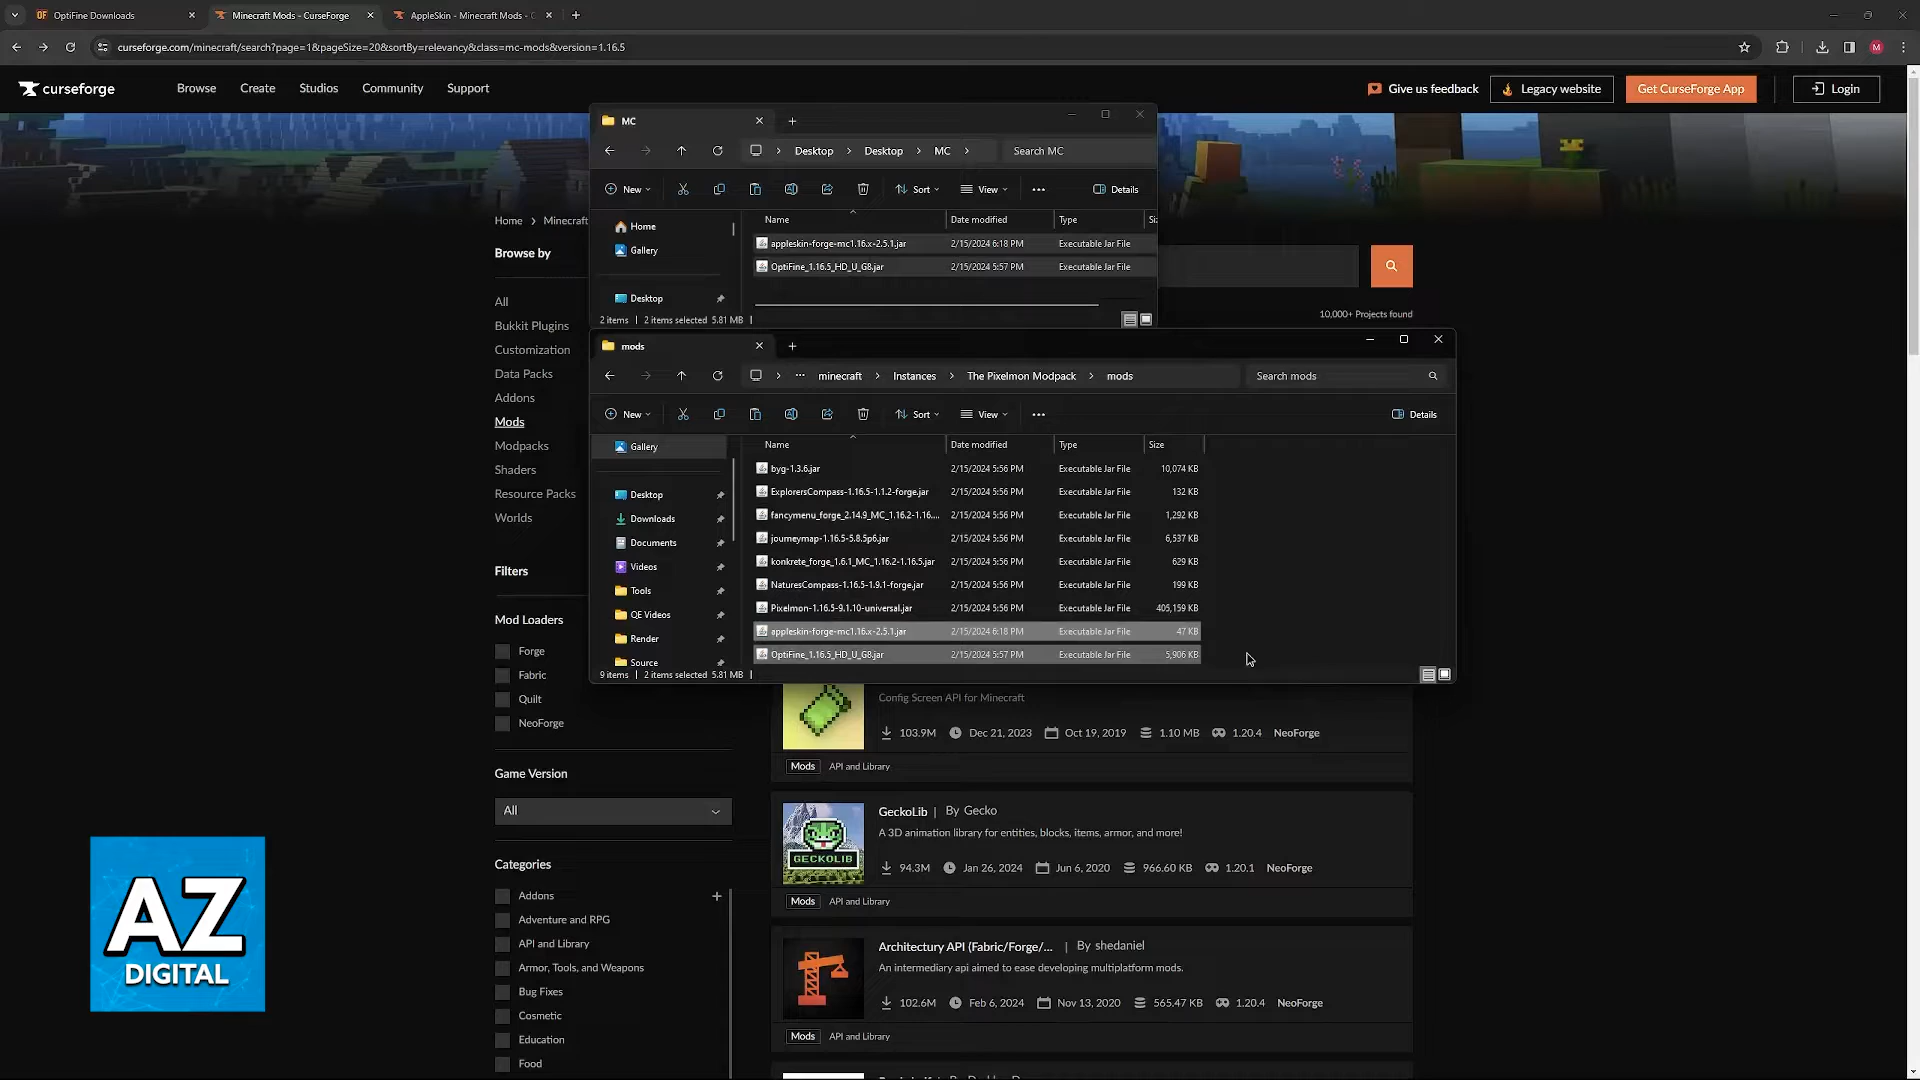 OptiFine Downloads
Minecraft Mods - CurseForge
AppleSkin - Minecraft Mods - C
curseforge.com/minecraft/search?page=1&pageSize=20&sortBy=relevancy&class=mc-mods&version=1.16.5
M
curseforge
Browse
Create
Studios
Community
Support
Give us feedback
Legacy website
Get CurseForge App
Login
MC
Desktop
Desktop
MC
Search MC
New
Sort
View
Details
Name
Date modified
Type
Home
Gallery
Desktop
appleskin-forge-mc1.16.x-2.5.1.jar 2/15/2024 6:18 PM Executable Jar File
OptiFine_1.16.5_HD_U_G8.jar 2/15/2024 5:57 PM Executable Jar File
2 items 2 items selected 5.81 MB
Home Minecraft
Browse by
All
Bukkit Plugins
Customization
Data Packs
Addons
Mods
Modpacks
Shaders
Resource Packs
Worlds
10,000+ Projects found
mods
minecraft
Instances
The Pixelmon Modpack
mods
Search mods
New
Sort
View
Details
Gallery
Desktop
Downloads
Documents
Videos
Tools
QE Videos
Render
Source
Name Date modified Type Size
byg-1.3.6.jar 2/15/2024 5:56 PM Executable Jar File 10,074 KB
ExplorersCompass-1.16.5-1.1.2-forge.jar 2/15/2024 5:56 PM Executable Jar File 132 KB
fancymenu_forge_2.14.9_MC_1.16.2-1.16.... 2/15/2024 5:56 PM Executable Jar File 1,292 KB
journeymap-1.16.5-5.8.5p6.jar 2/15/2024 5:56 PM Executable Jar File 6,537 KB
konkrete_forge_1.6.1_MC_1.16.2-1.16.5.jar 2/15/2024 5:56 PM Executable Jar File 629 KB
NaturesCompass-1.16.5-1.9.1-forge.jar 2/15/2024 5:56 PM Executable Jar File 199 KB
Pixelmon-1.16.5-9.1.10-universal.jar 2/15/2024 5:56 PM Executable Jar File 405,159 KB
appleskin-forge-mc1.16.x-2.5.1.jar 2/15/2024 6:18 PM Executable Jar File 47 KB
OptiFine_1.16.5_HD_U_G8.jar 2/15/2024 5:57 PM Executable Jar File 5,906 KB
9 items 2 items selected 5.81 MB
Filters
Mod Loaders
Forge
Fabric
Quilt
NeoForge
Game Version
All
Categories
Addons
Adventure and RPG
API and Library
Armor, Tools, and Weapons
Bug Fixes
Cosmetic
Education
Food
Config Screen API for Minecraft
103.9M Dec 21, 2023 Oct 19, 2019 1.10 MB 1.20.4 NeoForge
Mods API and Library
GECKOLIB
GeckoLib | By Gecko
A 3D animation library for entities, blocks, items, armor, and more!
94.3M Jan 26, 2024 Jun 6, 2020 966.60 KB 1.20.1 NeoForge
Mods API and Library
Architectury API (Fabric/Forge/... | By shedaniel
An intermediary api aimed to ease developing multiplatform mods.
102.6M Feb 6, 2024 Nov 13, 2020 565.47 KB 1.20.4 NeoForge
Mods API and Library
AZ
DIGITAL